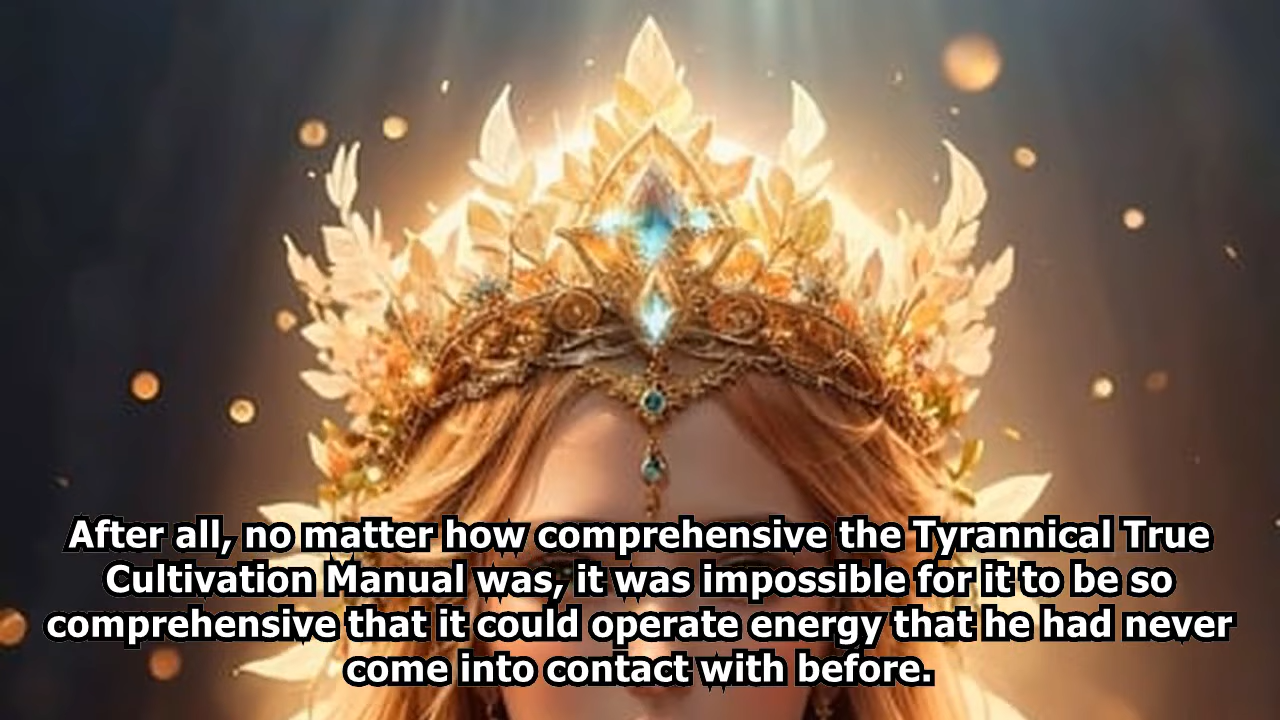 After all, no matter how comprehensive the Tyrannical True
Cultivation Manual was, it was impossible for it to be so
comprehensive that it could operate energy that he had never
come into contact with before.